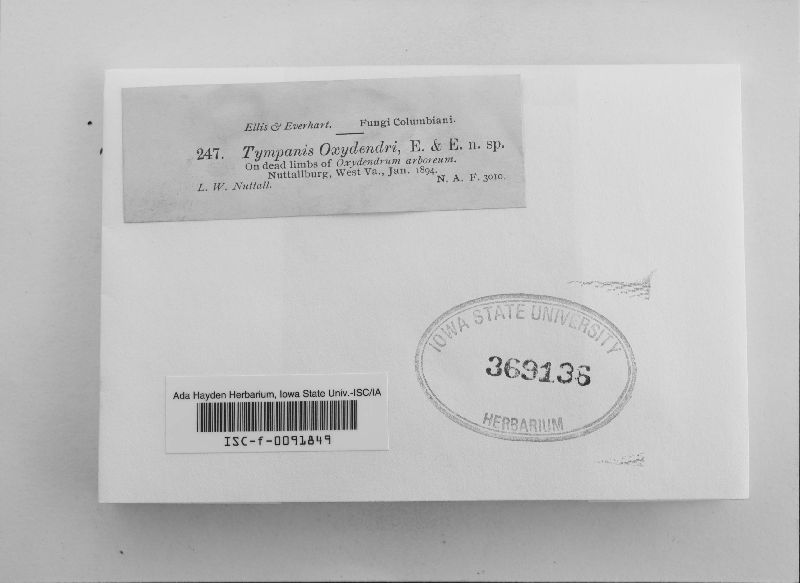 Ellis & Everhart. Fungi Columbiani.
247. Tympanis Oxydendri, E. & E. n. sp.
On dead limbs of Oxydendrum arboreum.
Nuttallburg, West Va., Jan. 1894.
L. W. Nuttall. N. A. F. 3010.
IOWA STATE UNIVERSITY
369136
HERBARIUM
Ada Hayden Herbarium, Iowa State Univ.-ISC/IA
ISC-f-0091849